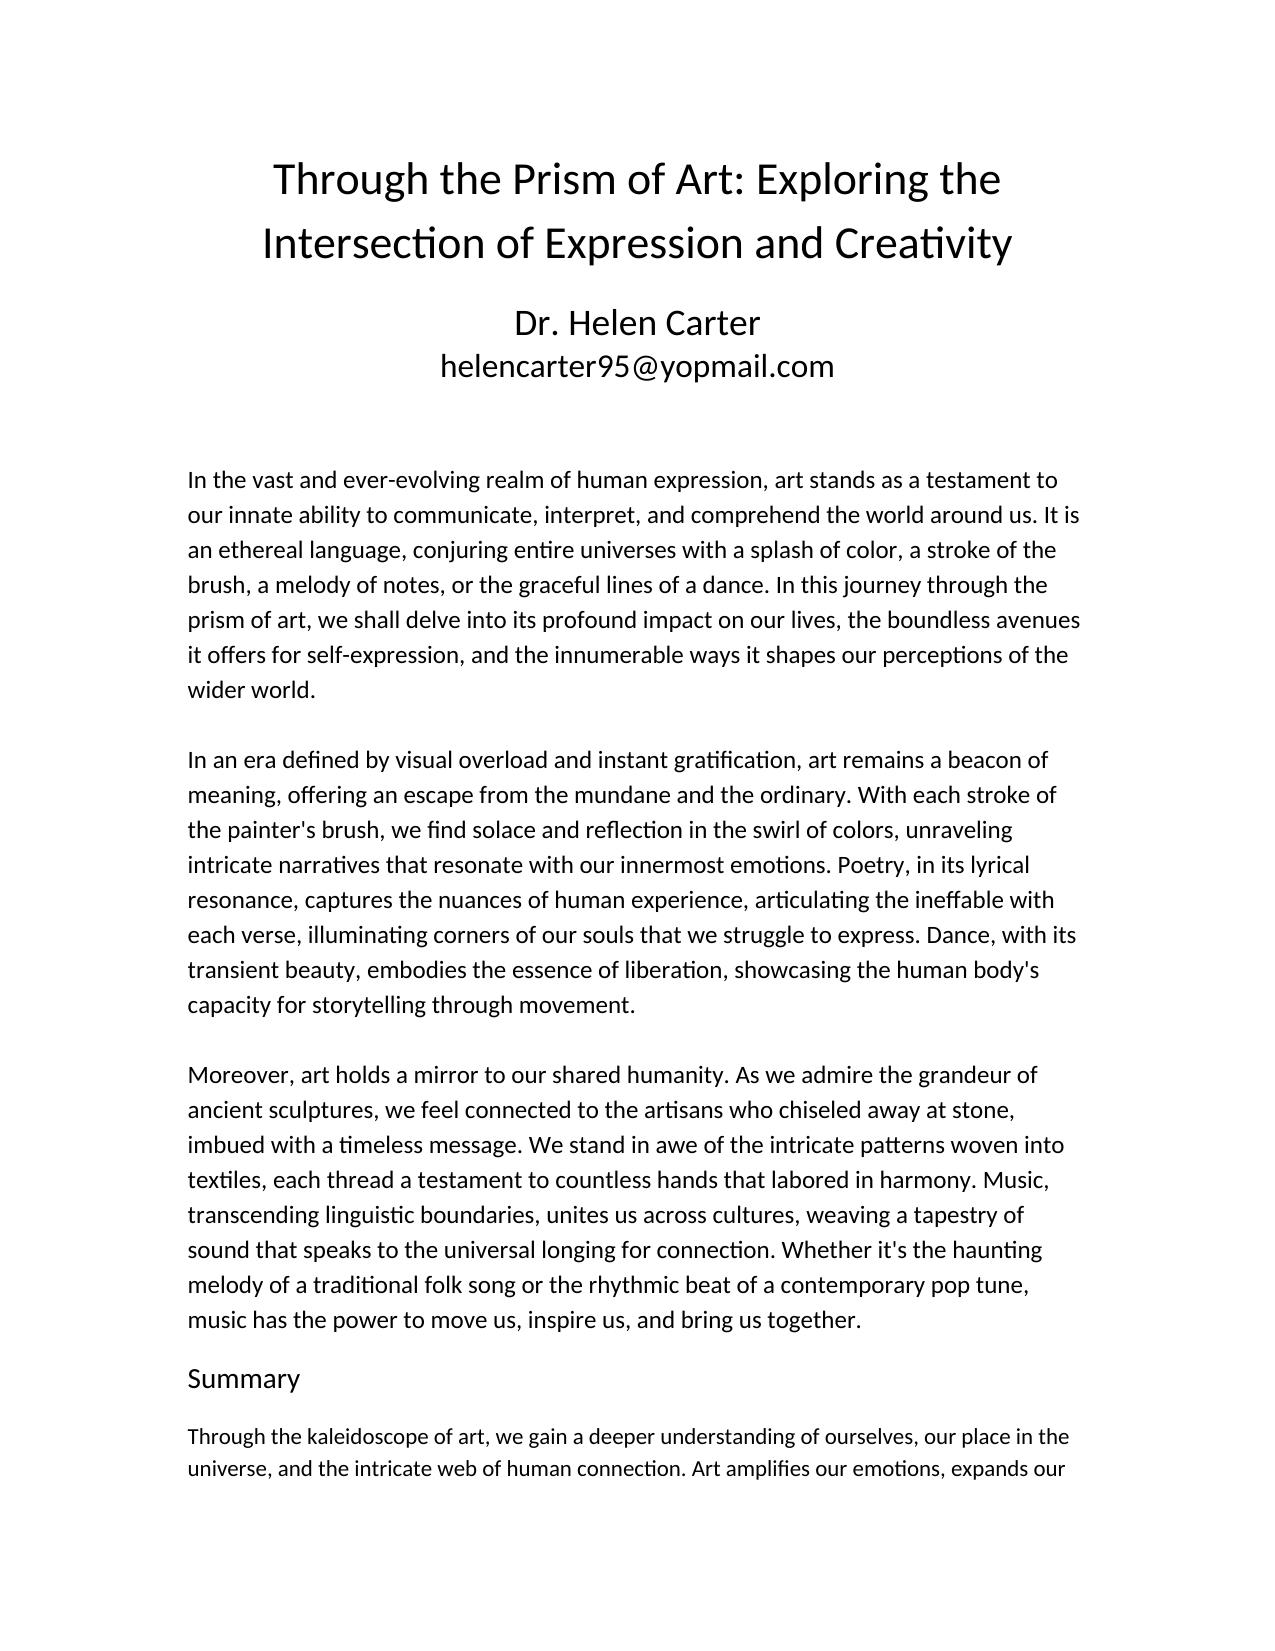 Through the Prism of Art: Exploring the
Intersection of Expression and Creativity
Dr. Helen Carter
helencarter95@yopmail.com
In the vast and ever-evolving realm of human expression, art stands as a testament to
our innate ability to communicate, interpret, and comprehend the world around us. It is
an ethereal language, conjuring entire universes with a splash of color, a stroke of the
brush, a melody of notes, or the graceful lines of a dance. In this journey through the
prism of art, we shall delve into its profound impact on our lives, the boundless avenues
it offers for self-expression, and the innumerable ways it shapes our perceptions of the
wider world.
In an era defined by visual overload and instant gratification, art remains a beacon of
meaning, offering an escape from the mundane and the ordinary. With each stroke of
the painter's brush, we find solace and reflection in the swirl of colors, unraveling
intricate narratives that resonate with our innermost emotions. Poetry, in its lyrical
resonance, captures the nuances of human experience, articulating the ineffable with
each verse, illuminating corners of our souls that we struggle to express. Dance, with its
transient beauty, embodies the essence of liberation, showcasing the human body's
capacity for storytelling through movement.
Moreover, art holds a mirror to our shared humanity. As we admire the grandeur of
ancient sculptures, we feel connected to the artisans who chiseled away at stone,
imbued with a timeless message. We stand in awe of the intricate patterns woven into
textiles, each thread a testament to countless hands that labored in harmony. Music,
transcending linguistic boundaries, unites us across cultures, weaving a tapestry of
sound that speaks to the universal longing for connection. Whether it's the haunting
melody of a traditional folk song or the rhythmic beat of a contemporary pop tune,
music has the power to move us, inspire us, and bring us together.
Summary
Through the kaleidoscope of art, we gain a deeper understanding of ourselves, our place in the
universe, and the intricate web of human connection. Art amplifies our emotions, expands our